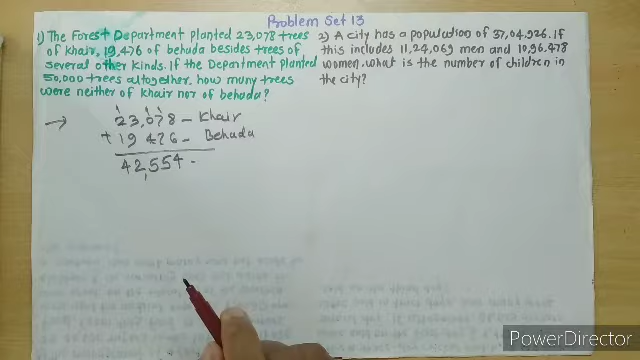 Problem Set 13
1) The Forest Department planted 23,078 trees
of Khair, 19,476 of behada besides trees of
several other kinds. If the Department planted
50,000 trees altogether, how many trees
were neither of Khair nor of behada?
2) A city has a population of 37,04,926. If
this includes 11,24,069 men and 10,96,478
women. what is the number of children in
the city?
→ 23,078 – Khair
+ 19 476 – Behada
42,554 –
PowerDirector